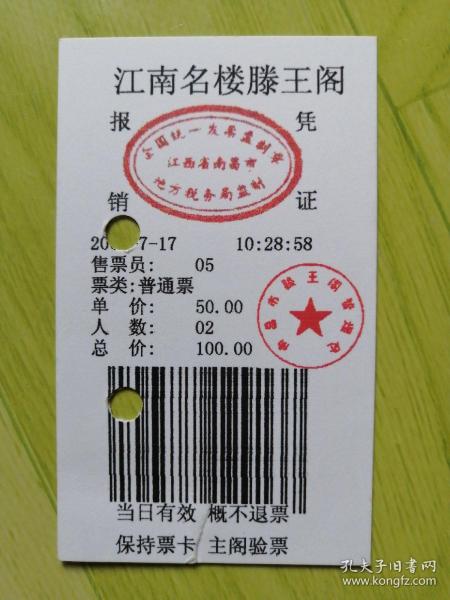 江南名楼滕王阁
报 凭
全国统一发票监制章
江西省南昌市
地方税务局监制
销 证
20 7-17 10:28:58
售票员: 05
票类:普通票
单 价: 50.00
人 数: 02
总 价: 100.00
南昌市滕王阁管理处
当日有效 概不退票
保持票卡 主阁验票
孔夫子旧书网
www.kongfz.com